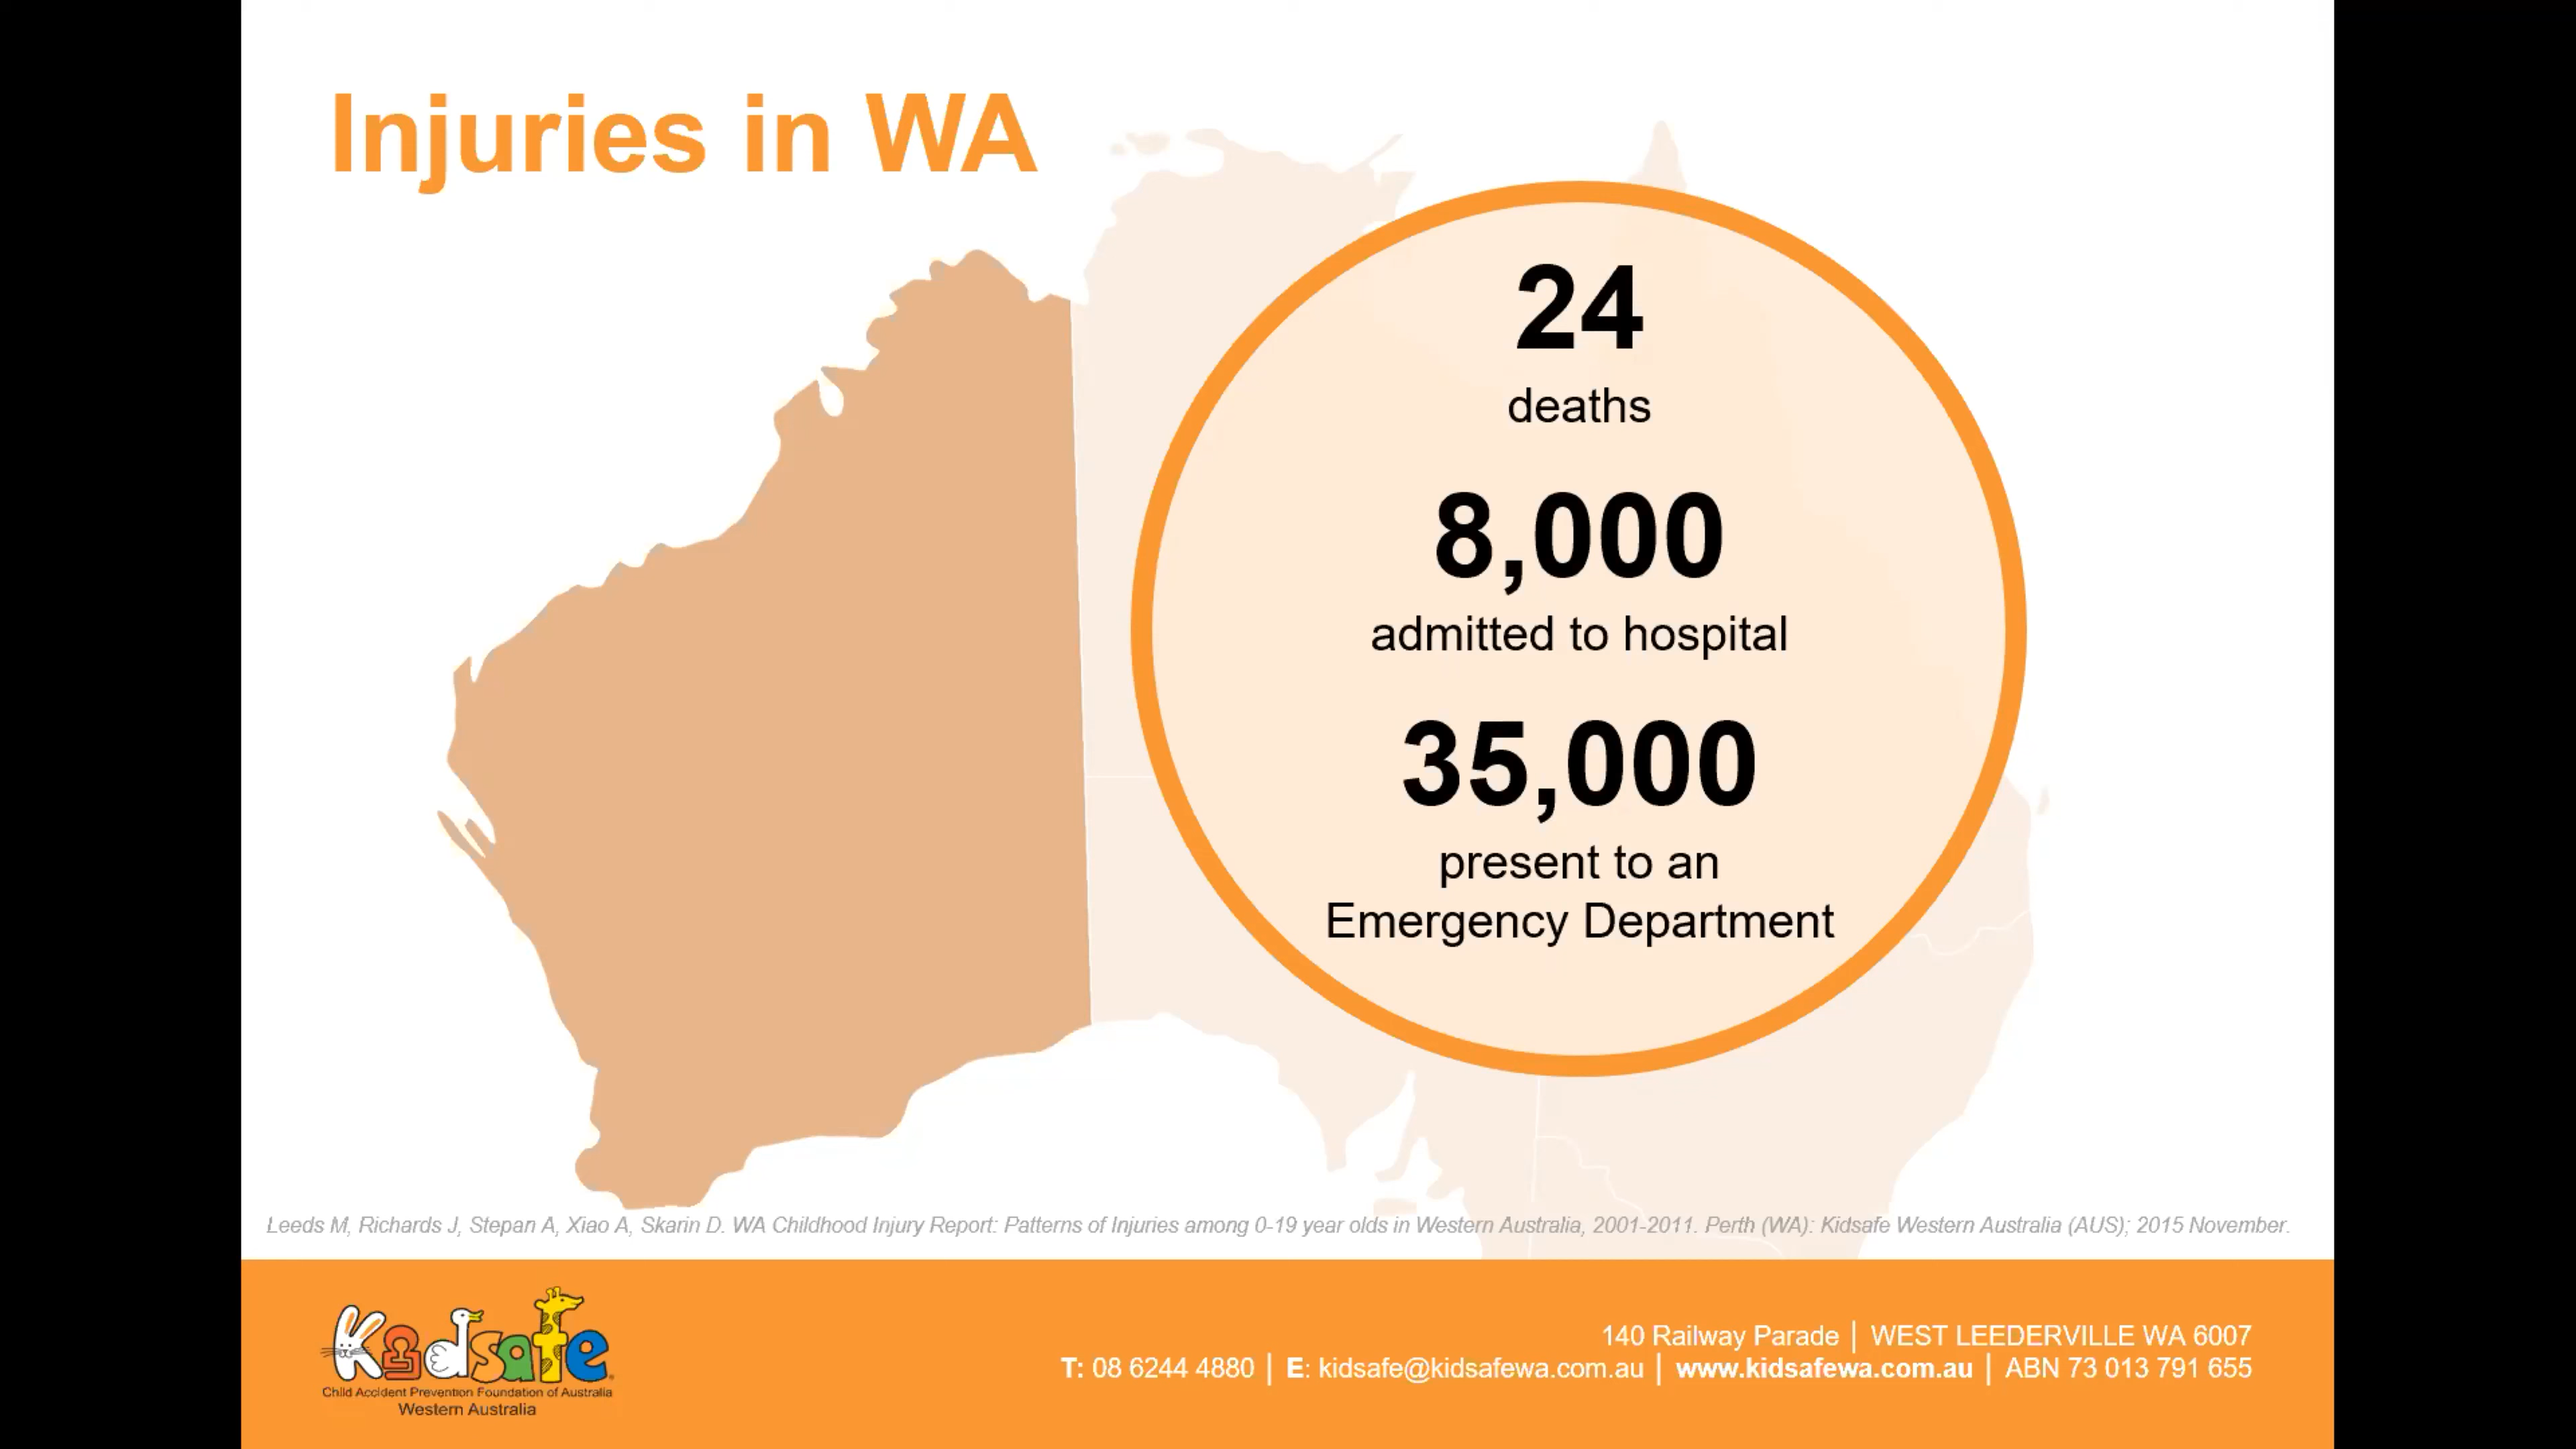 Injuries in WA
24
deaths
8,000
admitted to hospital
35,000
present to an
Emergency Department
Leeds M, Richards J, Stepan A, Xiao A, Skarin D. WA Childhood Injury Report: Patterns of Injuries among 0-19 year olds in Western Australia, 2001-2011. Perth (WA): Kidsafe Western Australia (AUS); 2015 November.
Kidsafe
Child Accident Prevention Foundation of Australia
Western Australia
140 Railway Parade | WEST LEEDERVILLE WA 6007
T: 08 6244 4880 | E: kidsafe@kidsafewa.com.au | www.kidsafewa.com.au | ABN 73 013 791 655